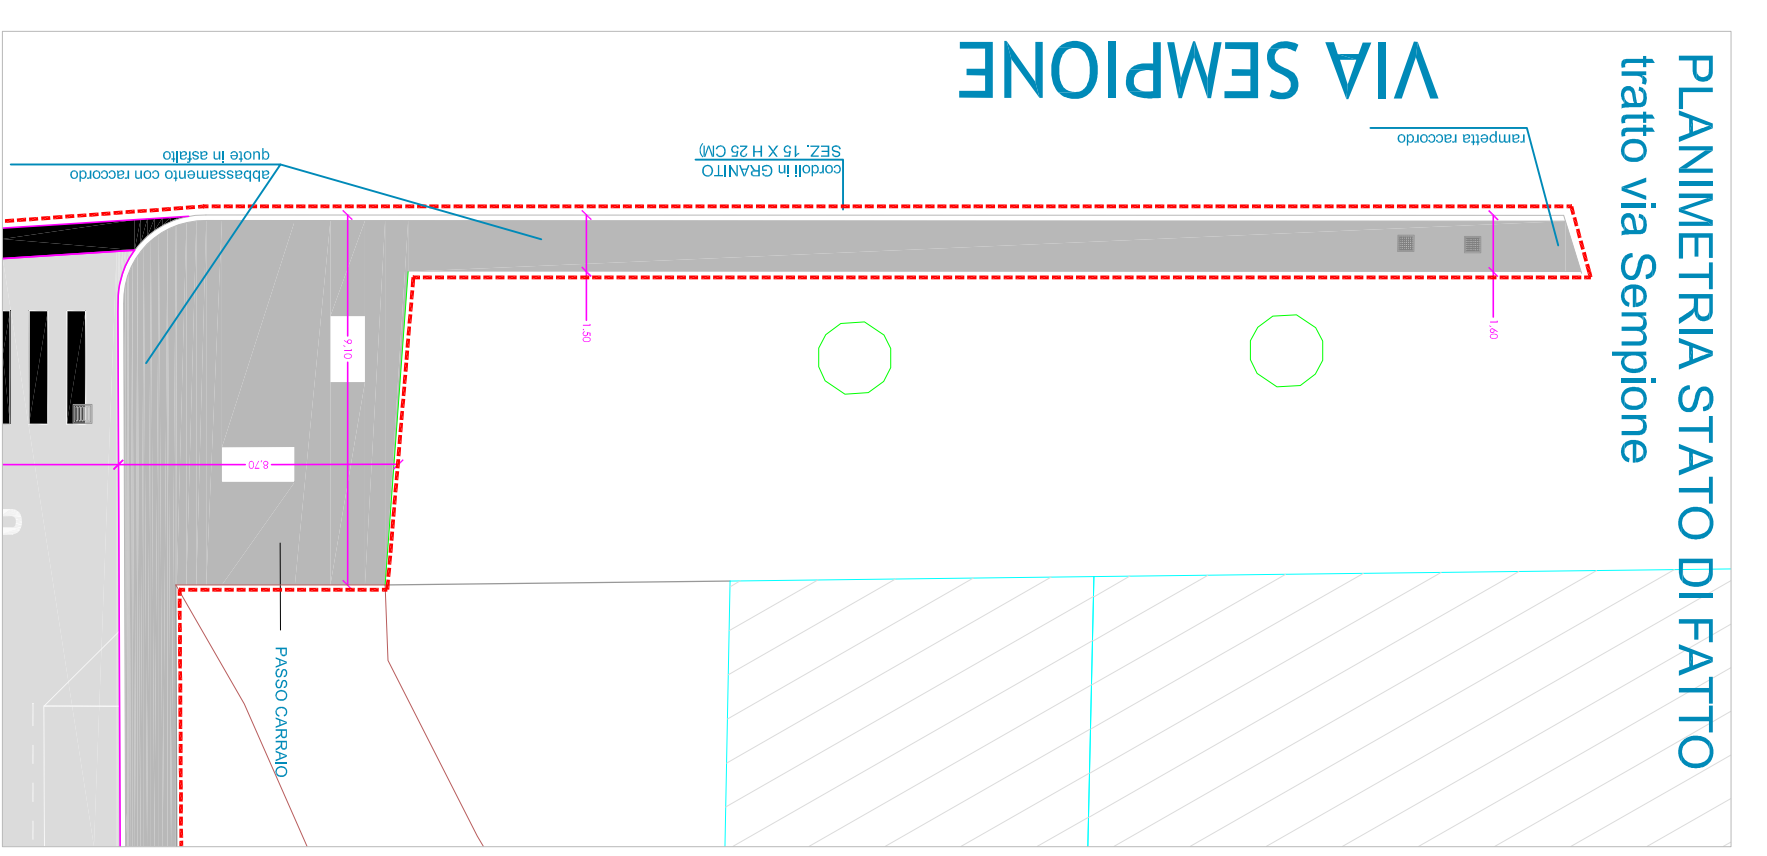 PLANIMETRIA STATO DI FATTO
tratto via Sempione
VIA SEMPIONE
rampetta raccordo
cordoli in GRANITO
SEZ. 15 X H 25 CM)
abbassamento con raccordo
quote in asfalto
1.50
1.60
9,10
8,70
PASSO CARRAIO